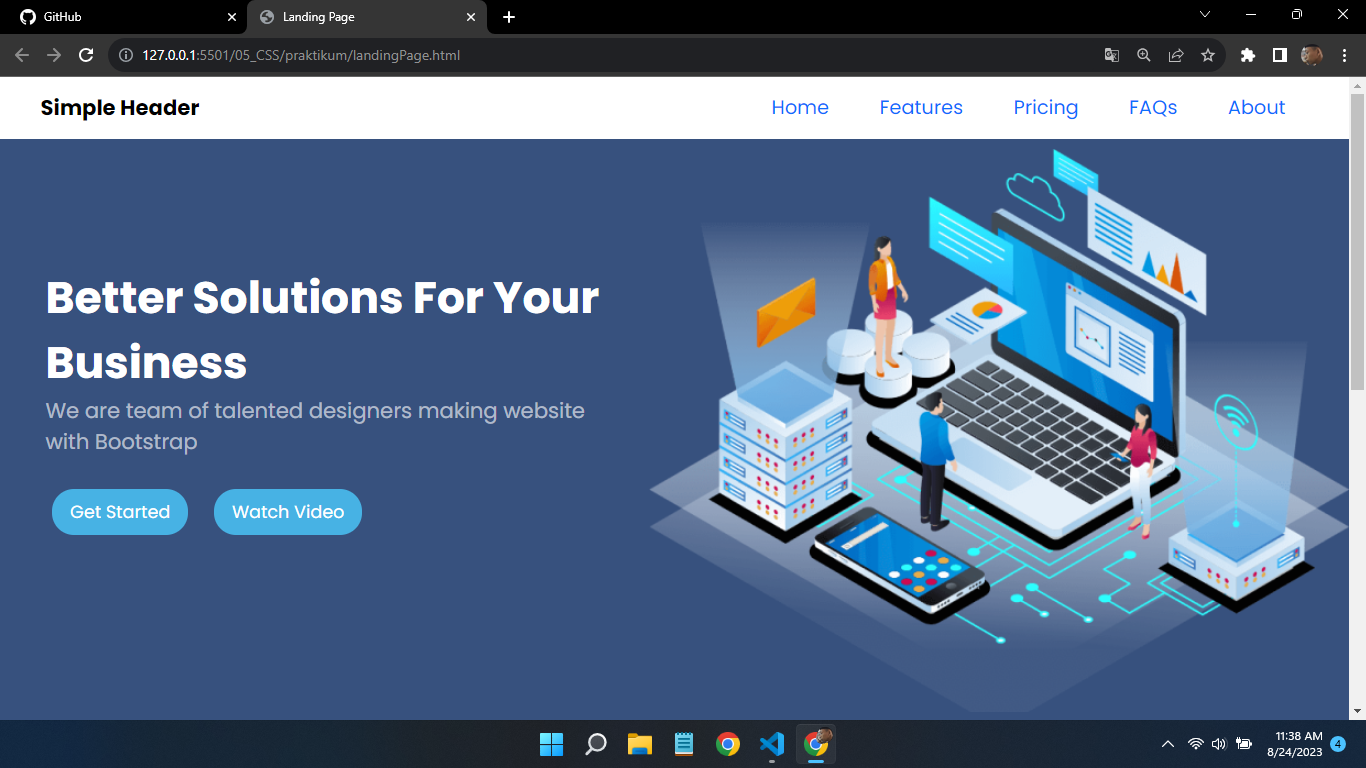 GitHub
Landing Page
127.0.0.1:5501/05_CSS/praktikum/landingPage.html
Simple Header
Home Features Pricing FAQs About
Better Solutions For Your
Business
We are team of talented designers making website
with Bootstrap
Get Started Watch Video
11:38 AM
8/24/2023
4